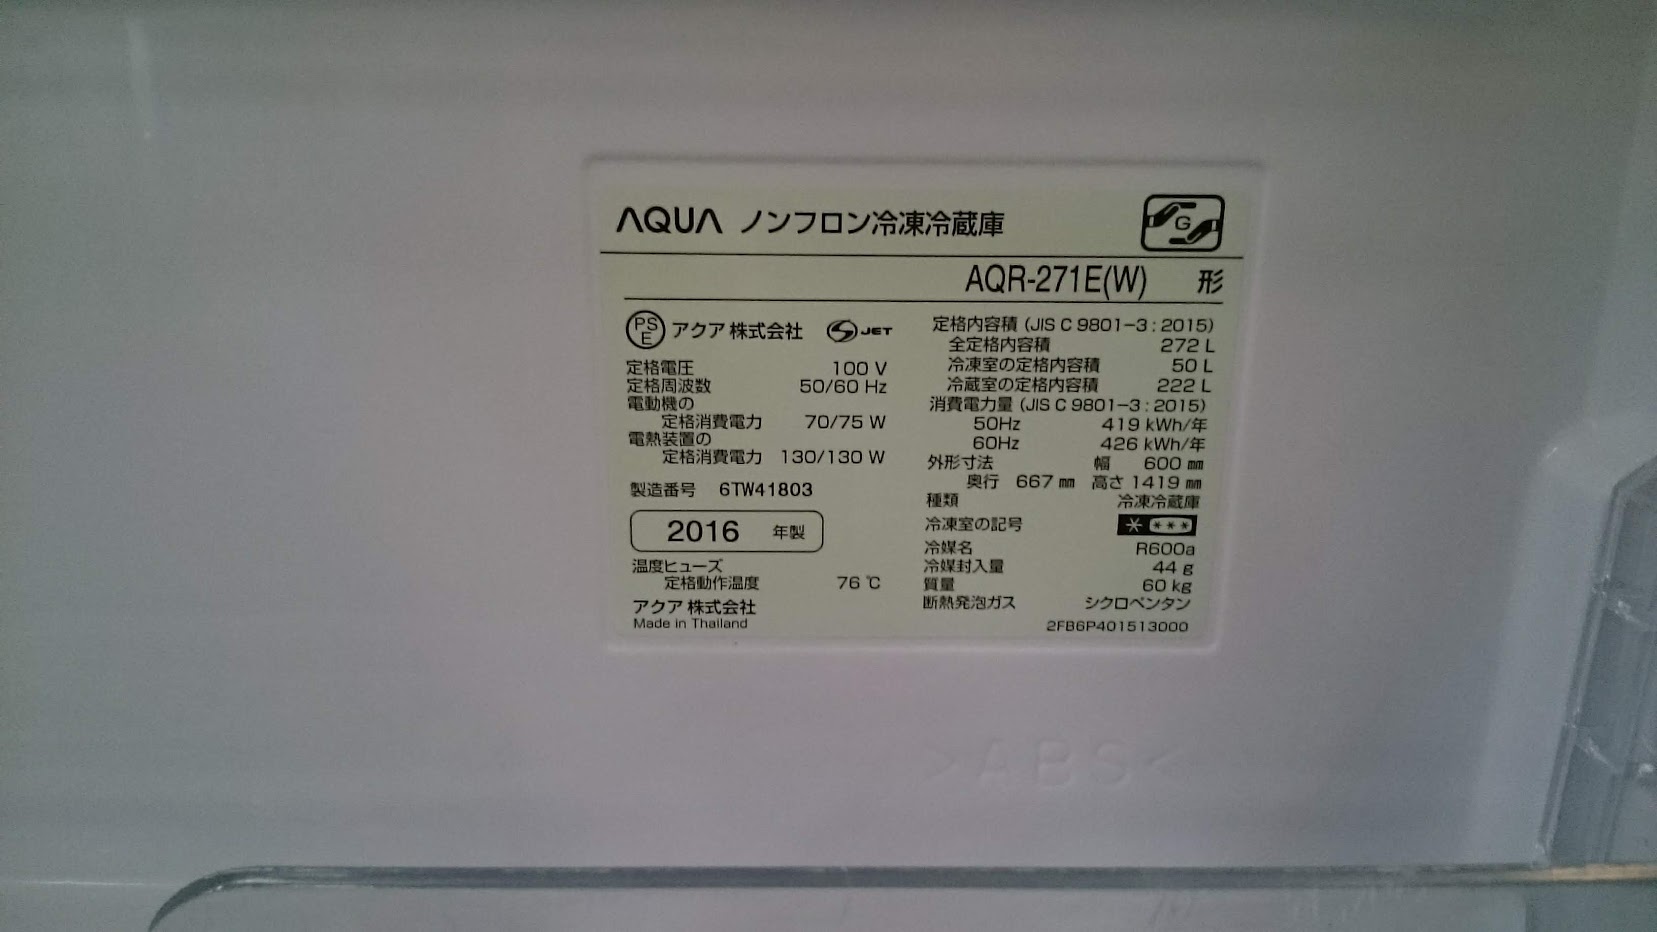 AQUA ノンフロン冷凍冷蔵庫
G
AQR-271E(W) 形
PS
E
アクア 株式会社 JET
定格電圧 100 V
定格周波数 50/60 Hz
電動機の
定格消費電力 70/75 W
電熱装置の
定格消費電力 130/130 W
製造番号 6TW41803
2016 年製
温度ヒューズ
定格動作温度 76 ℃
アクア 株式会社
Made in Thailand
定格内容積 (JIS C 9801-3 : 2015)
全定格内容積 272 L
冷凍室の定格内容積 50 L
冷蔵室の定格内容積 222 L
消費電力量 (JIS C 9801-3 : 2015)
50Hz 419 kWh/年
60Hz 426 kWh/年
外形寸法 幅 600 ㎜
奥行 667 ㎜ 高さ 1419 ㎜
種類 冷凍冷蔵庫
冷凍室の記号 * ***
冷媒名 R600a
冷媒封入量 44 g
質量 60 kg
断熱発泡ガス シクロペンタン
2FB6P401513000
>ABS<